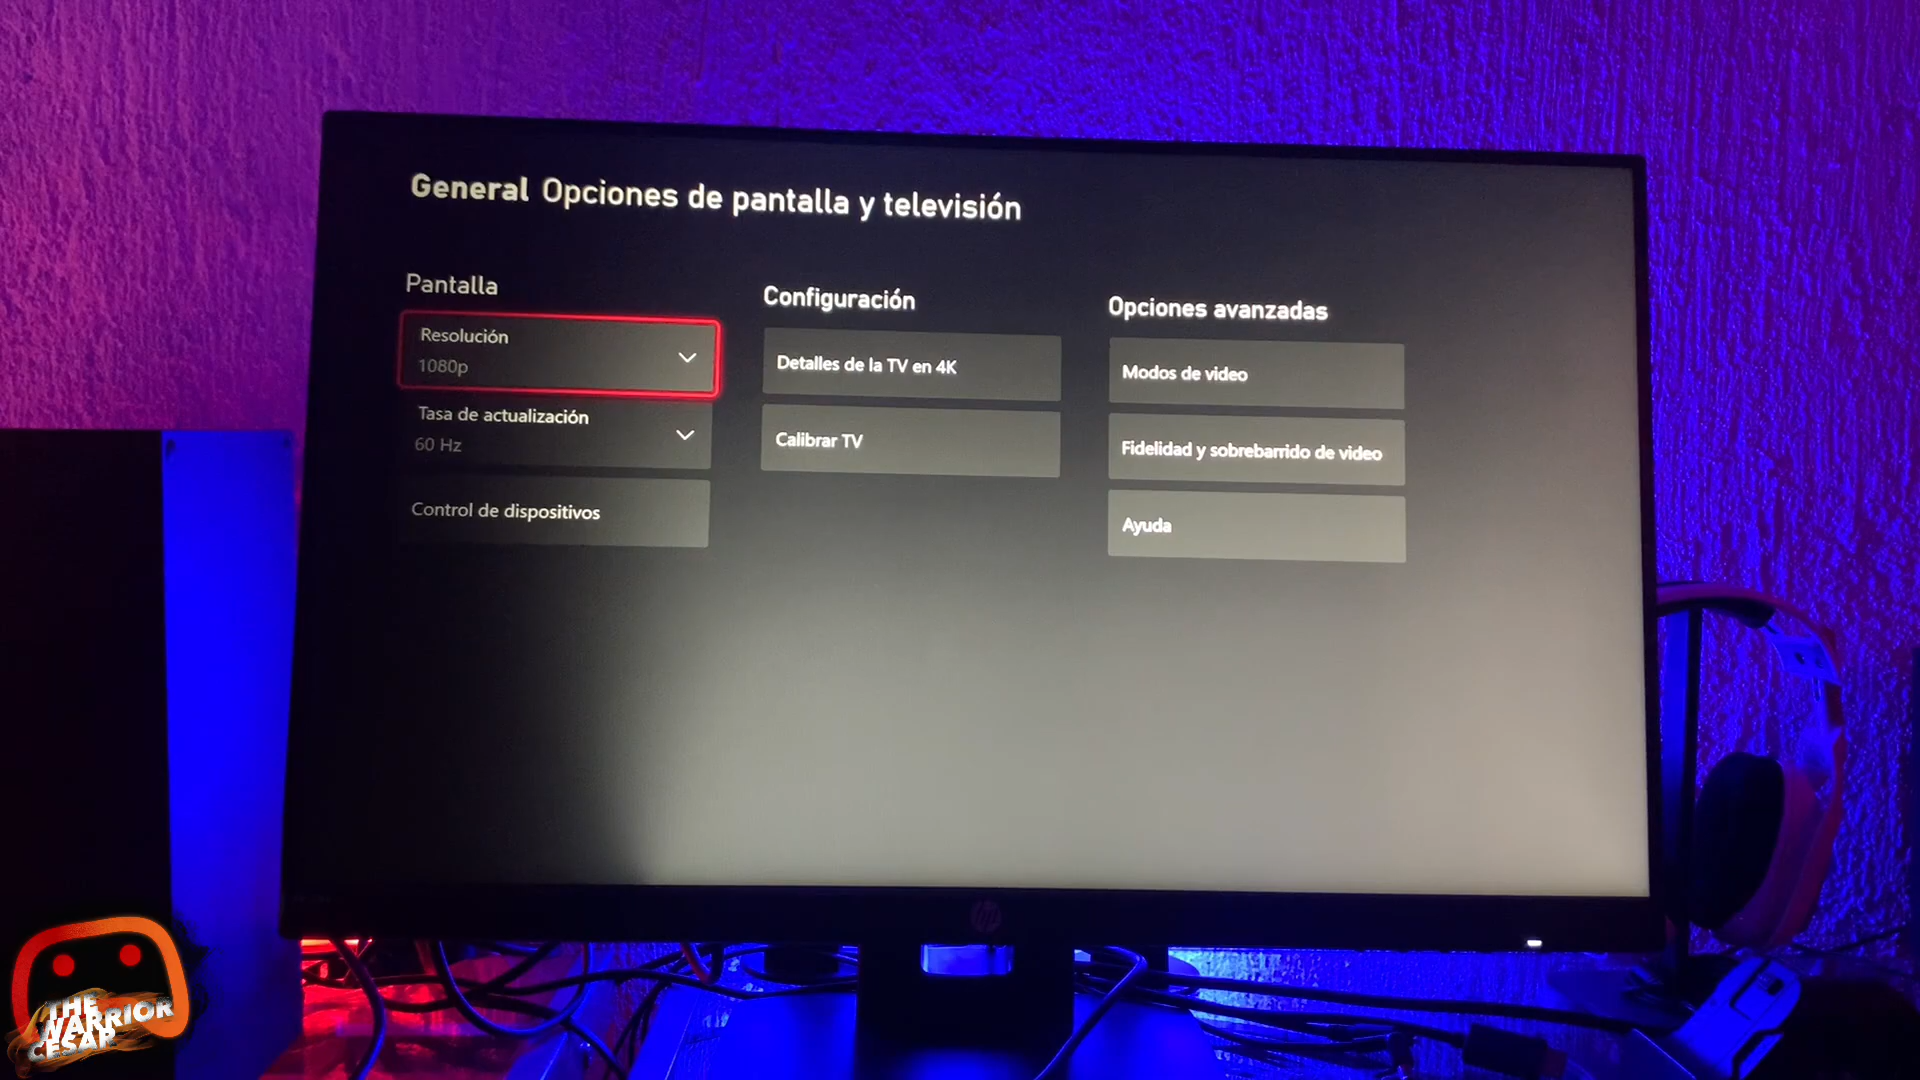 General Opciones de pantalla y televisión
Pantalla
Resolución
1080p
Tasa de actualización
60 Hz
Control de dispositivos
Configuración
Detalles de la TV en 4K
Calibrar TV
Opciones avanzadas
Modos de video
Fidelidad y sobrebarrido de video
Ayuda
hp
THE
WARRIOR
CESAR